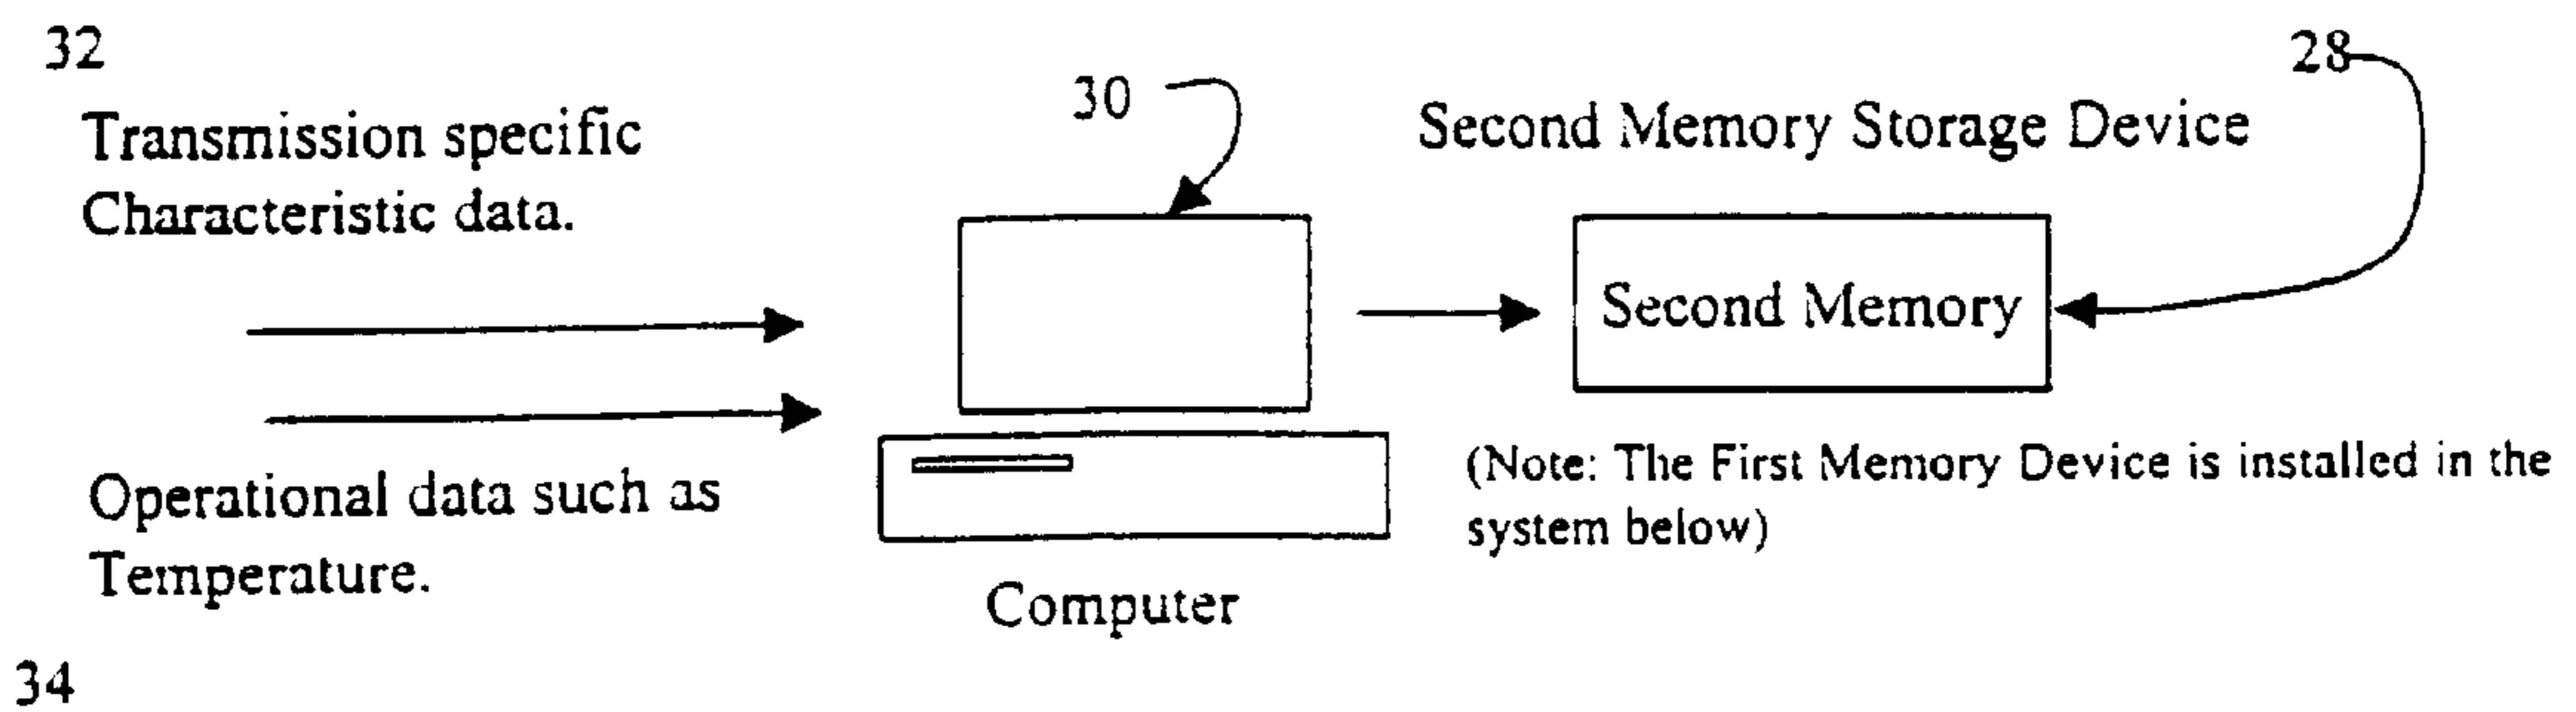 32
Transmission specific
Characteristic data.
30
28
Second Memory Storage Device
Second Memory
(Note: The First Memory Device is installed in the
system below)
Operational data such as
Temperature.
Computer
34